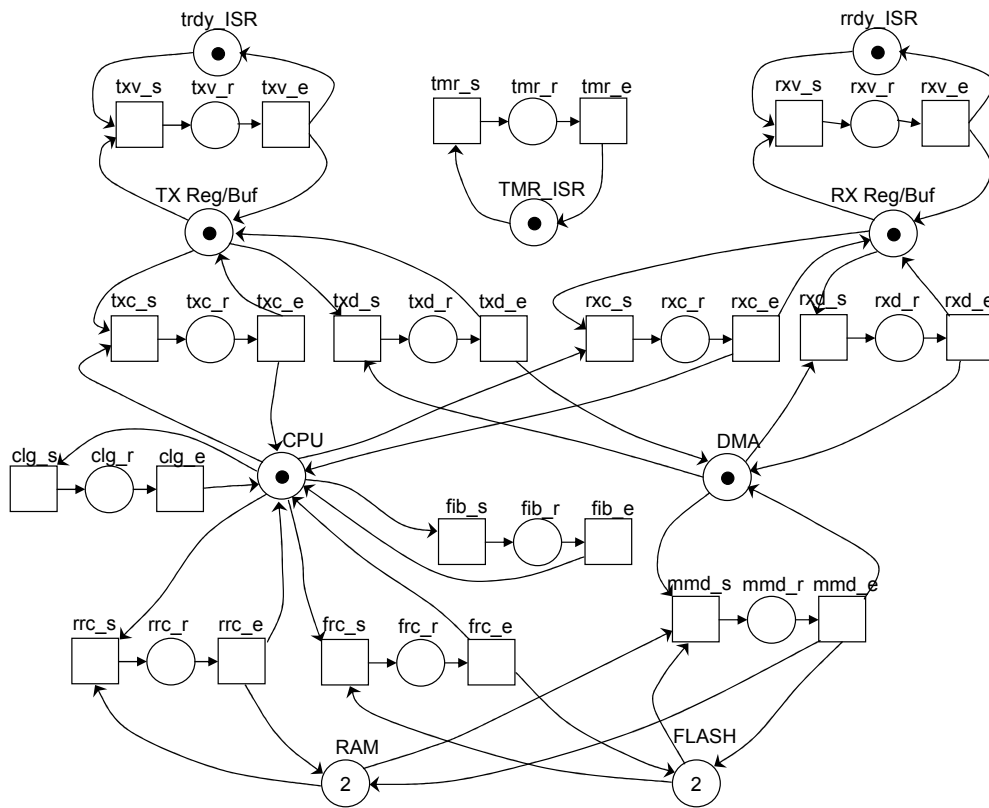 trdy_ISR
rrdy_ISR
txv_s txv_r txv_e
tmr_s tmr_r tmr_e
rxv_s rxv_r rxv_e
TX Reg/Buf
TMR_ISR
RX Reg/Buf
txc_s txc_r txc_e txd_s txd_r txd_e
rxc_s rxc_r rxc_e rxd_s rxd_r rxd_e
CPU
DMA
clg_s clg_r clg_e
fib_s fib_r fib_e
mmd_s mmd_r mmd_e
rrc_s rrc_r rrc_e frc_s frc_r frc_e
RAM
FLASH
2
2